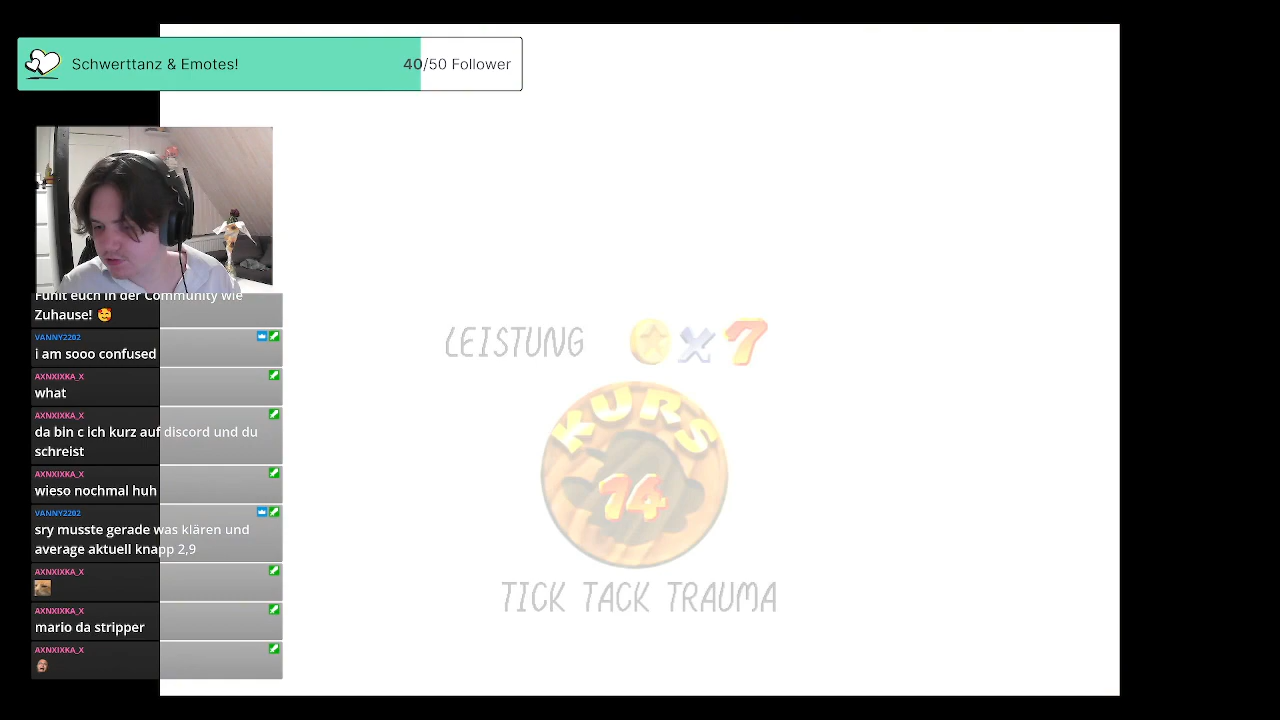 Schwerttanz & Emotes!
40/50 Follower
Fühlt euch in der Community wie
Zuhause! 🥰
VANNY2202
i am sooo confused
AXNXIXKA_X
what
AXNXIXKA_X
da bin c ich kurz auf discord und du
schreist
AXNXIXKA_X
wieso nochmal huh
VANNY2202
sry musste gerade was klären und
average aktuell knapp 2,9
AXNXIXKA_X
AXNXIXKA_X
mario da stripper
AXNXIXKA_X
LEISTUNG x 7
KURS
14
TICK TACK TRAUMA